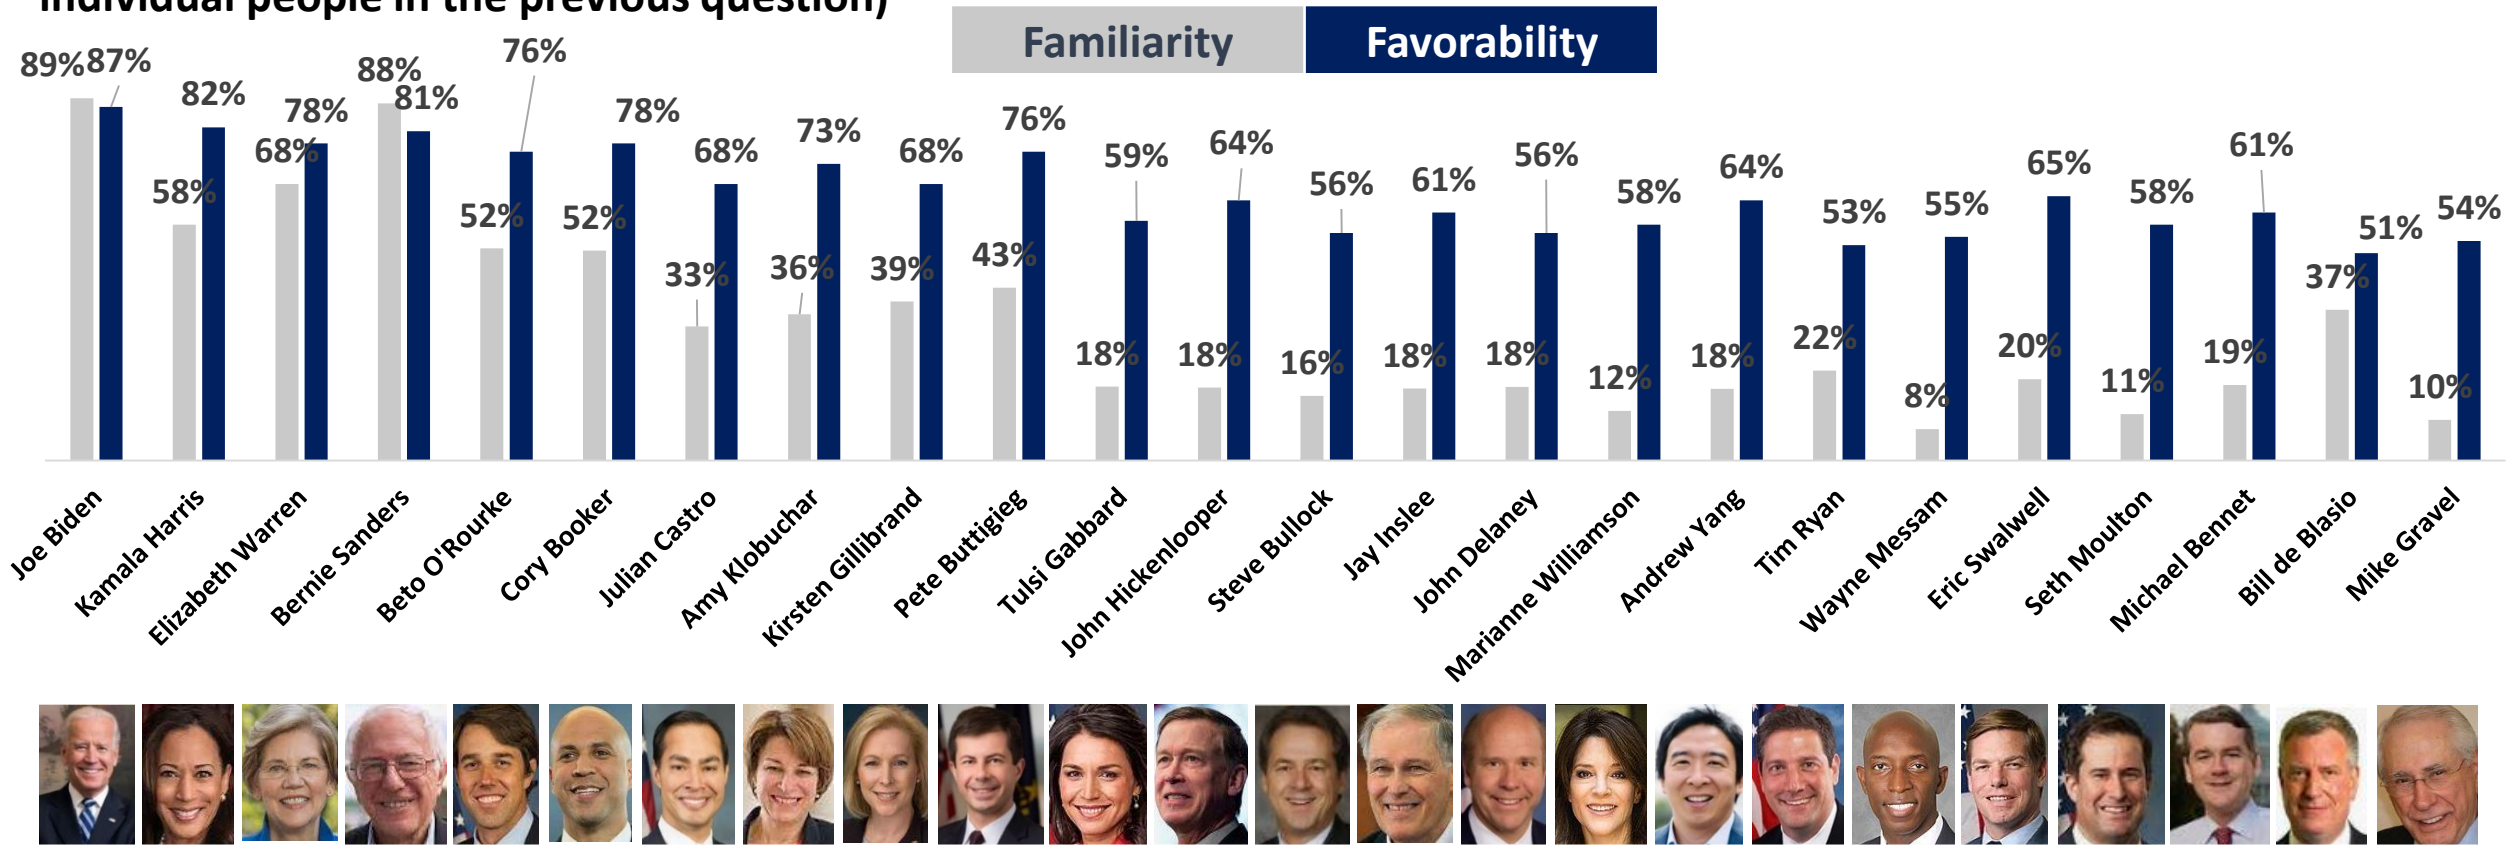 individual people in the previous question)
Familiarity
Favorability
89% 87%
58% 82%
68% 78%
88% 81%
52% 76%
52% 78%
33% 68%
36% 73%
39% 68%
43% 76%
18% 59%
18% 64%
16% 56%
18% 61%
18% 56%
12% 58%
18% 64%
22% 53%
8% 55%
20% 65%
11% 58%
19% 61%
37% 51%
10% 54%
Joe Biden
Kamala Harris
Elizabeth Warren
Bernie Sanders
Beto O'Rourke
Cory Booker
Julian Castro
Amy Klobuchar
Kirsten Gillibrand
Pete Buttigieg
Tulsi Gabbard
John Hickenlooper
Steve Bullock
Jay Inslee
John Delaney
Marianne Williamson
Andrew Yang
Tim Ryan
Wayne Messam
Eric Swalwell
Seth Moulton
Michael Bennet
Bill de Blasio
Mike Gravel